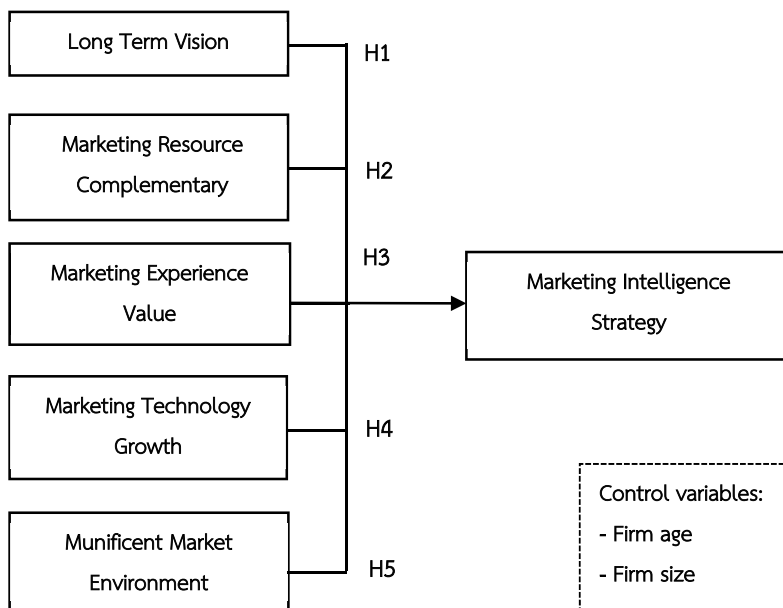 Long Term Vision
H1
Marketing Resource
Complementary
H2
Marketing Experience
Value
H3
Marketing Intelligence
Strategy
Marketing Technology
Growth
H4
Munificent Market
Environment
H5
Control variables:
- Firm age
- Firm size